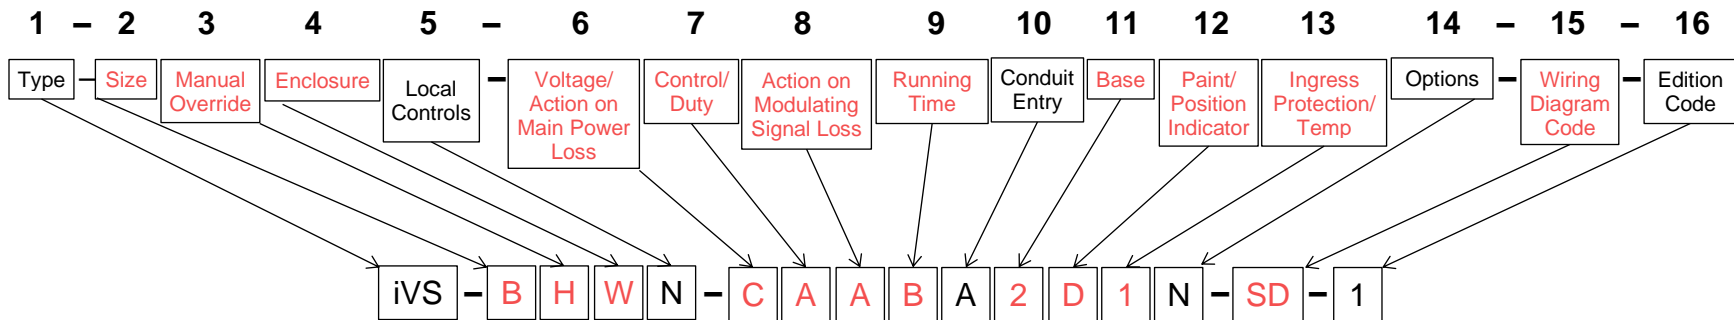 1 – 2 3 4 5 – 6 7 8 9 10 11 12 13 14 – 15 – 16
Type – Size Manual Override Enclosure Local Controls – Voltage/ Action on Main Power Loss Control/ Duty Action on Modulating Signal Loss Running Time Conduit Entry Base Paint/ Position Indicator Ingress Protection/ Temp Options – Wiring Diagram Code – Edition Code
iVS – B H W N – C A A B A 2 D 1 N – SD – 1